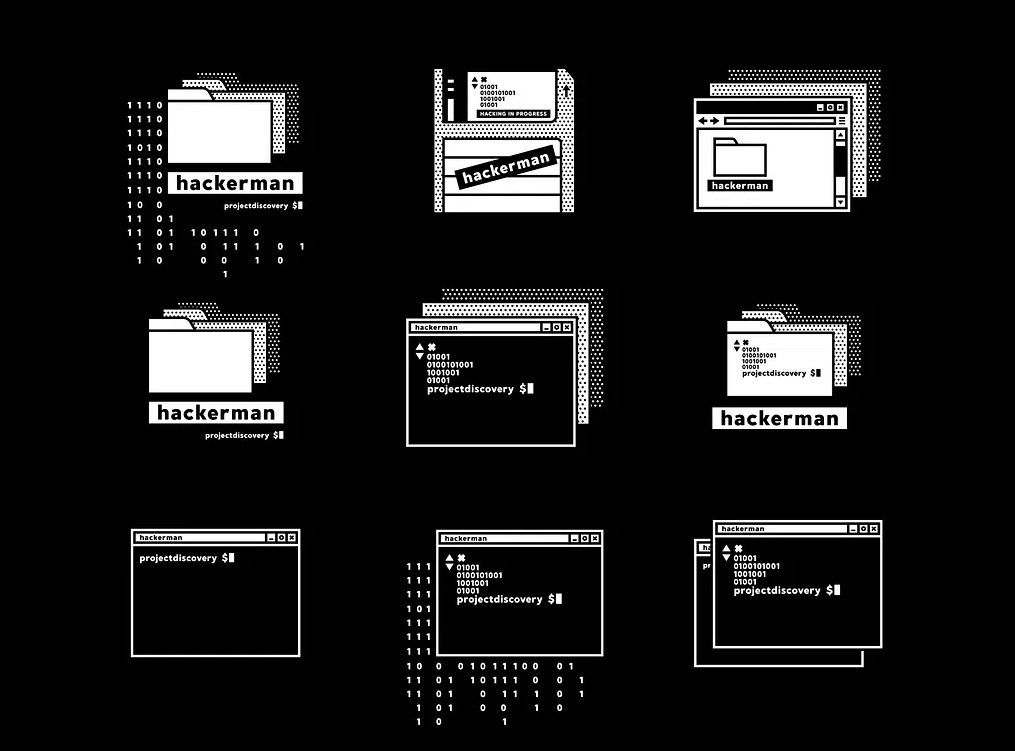 1 1 1 0
1 1 1 0
1 1 1 0
1 0 1 0
1 1 1 0
1 1 1 0
1 1 1 0
hackerman
1 0 0
projectdiscovery $
1 1 0 1
1 1 0 1 1 0 1 1 1 0
1 0 1 0 1 1 1 0 1
1 0 0 0 1 0
1
01001
0100101001
1001001
01001
HACKING IN PROGRESS
hackerman
hackerman
hackerman
projectdiscovery $
hackerman
01001
0100101001
1001001
01001
projectdiscovery $
01001
0100101001
1001001
01001
projectdiscovery $
hackerman
hackerman
projectdiscovery $
hackerman
01001
0100101001
1001001
01001
projectdiscovery $
1 1 1
1 1 1
1 1 1
1 0 1
1 1 1
1 1 1
1 1 1
1 0 0 0 1 0 1 1 1 0 0 0 1
1 1 0 1 1 0 1 1 0 0 1
1 1 0 1 0 1 1 0 1
1 0 1 0 0 1 0
1 0 1
hackerman
01001
0100101001
1001001
01001
projectdiscovery $